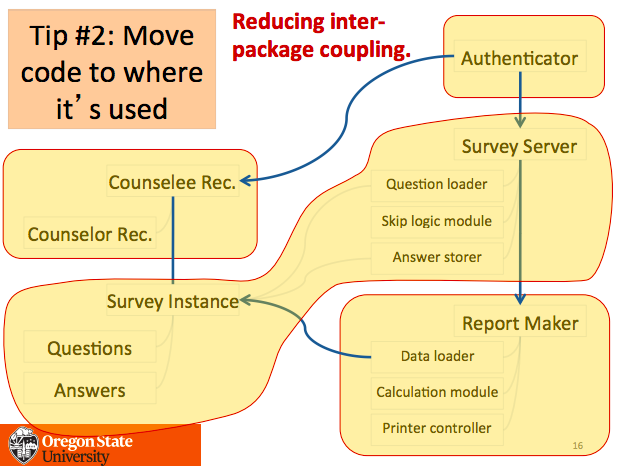 Tip #2: Move
code to where
it’s used
Reducing inter-
package coupling.
Authenticator
Survey Server
Question loader
Skip logic module
Answer storer
Counselee Rec.
Counselor Rec.
Survey Instance
Questions
Answers
Report Maker
Data loader
Calculation module
Printer controller
Oregon State
University
16